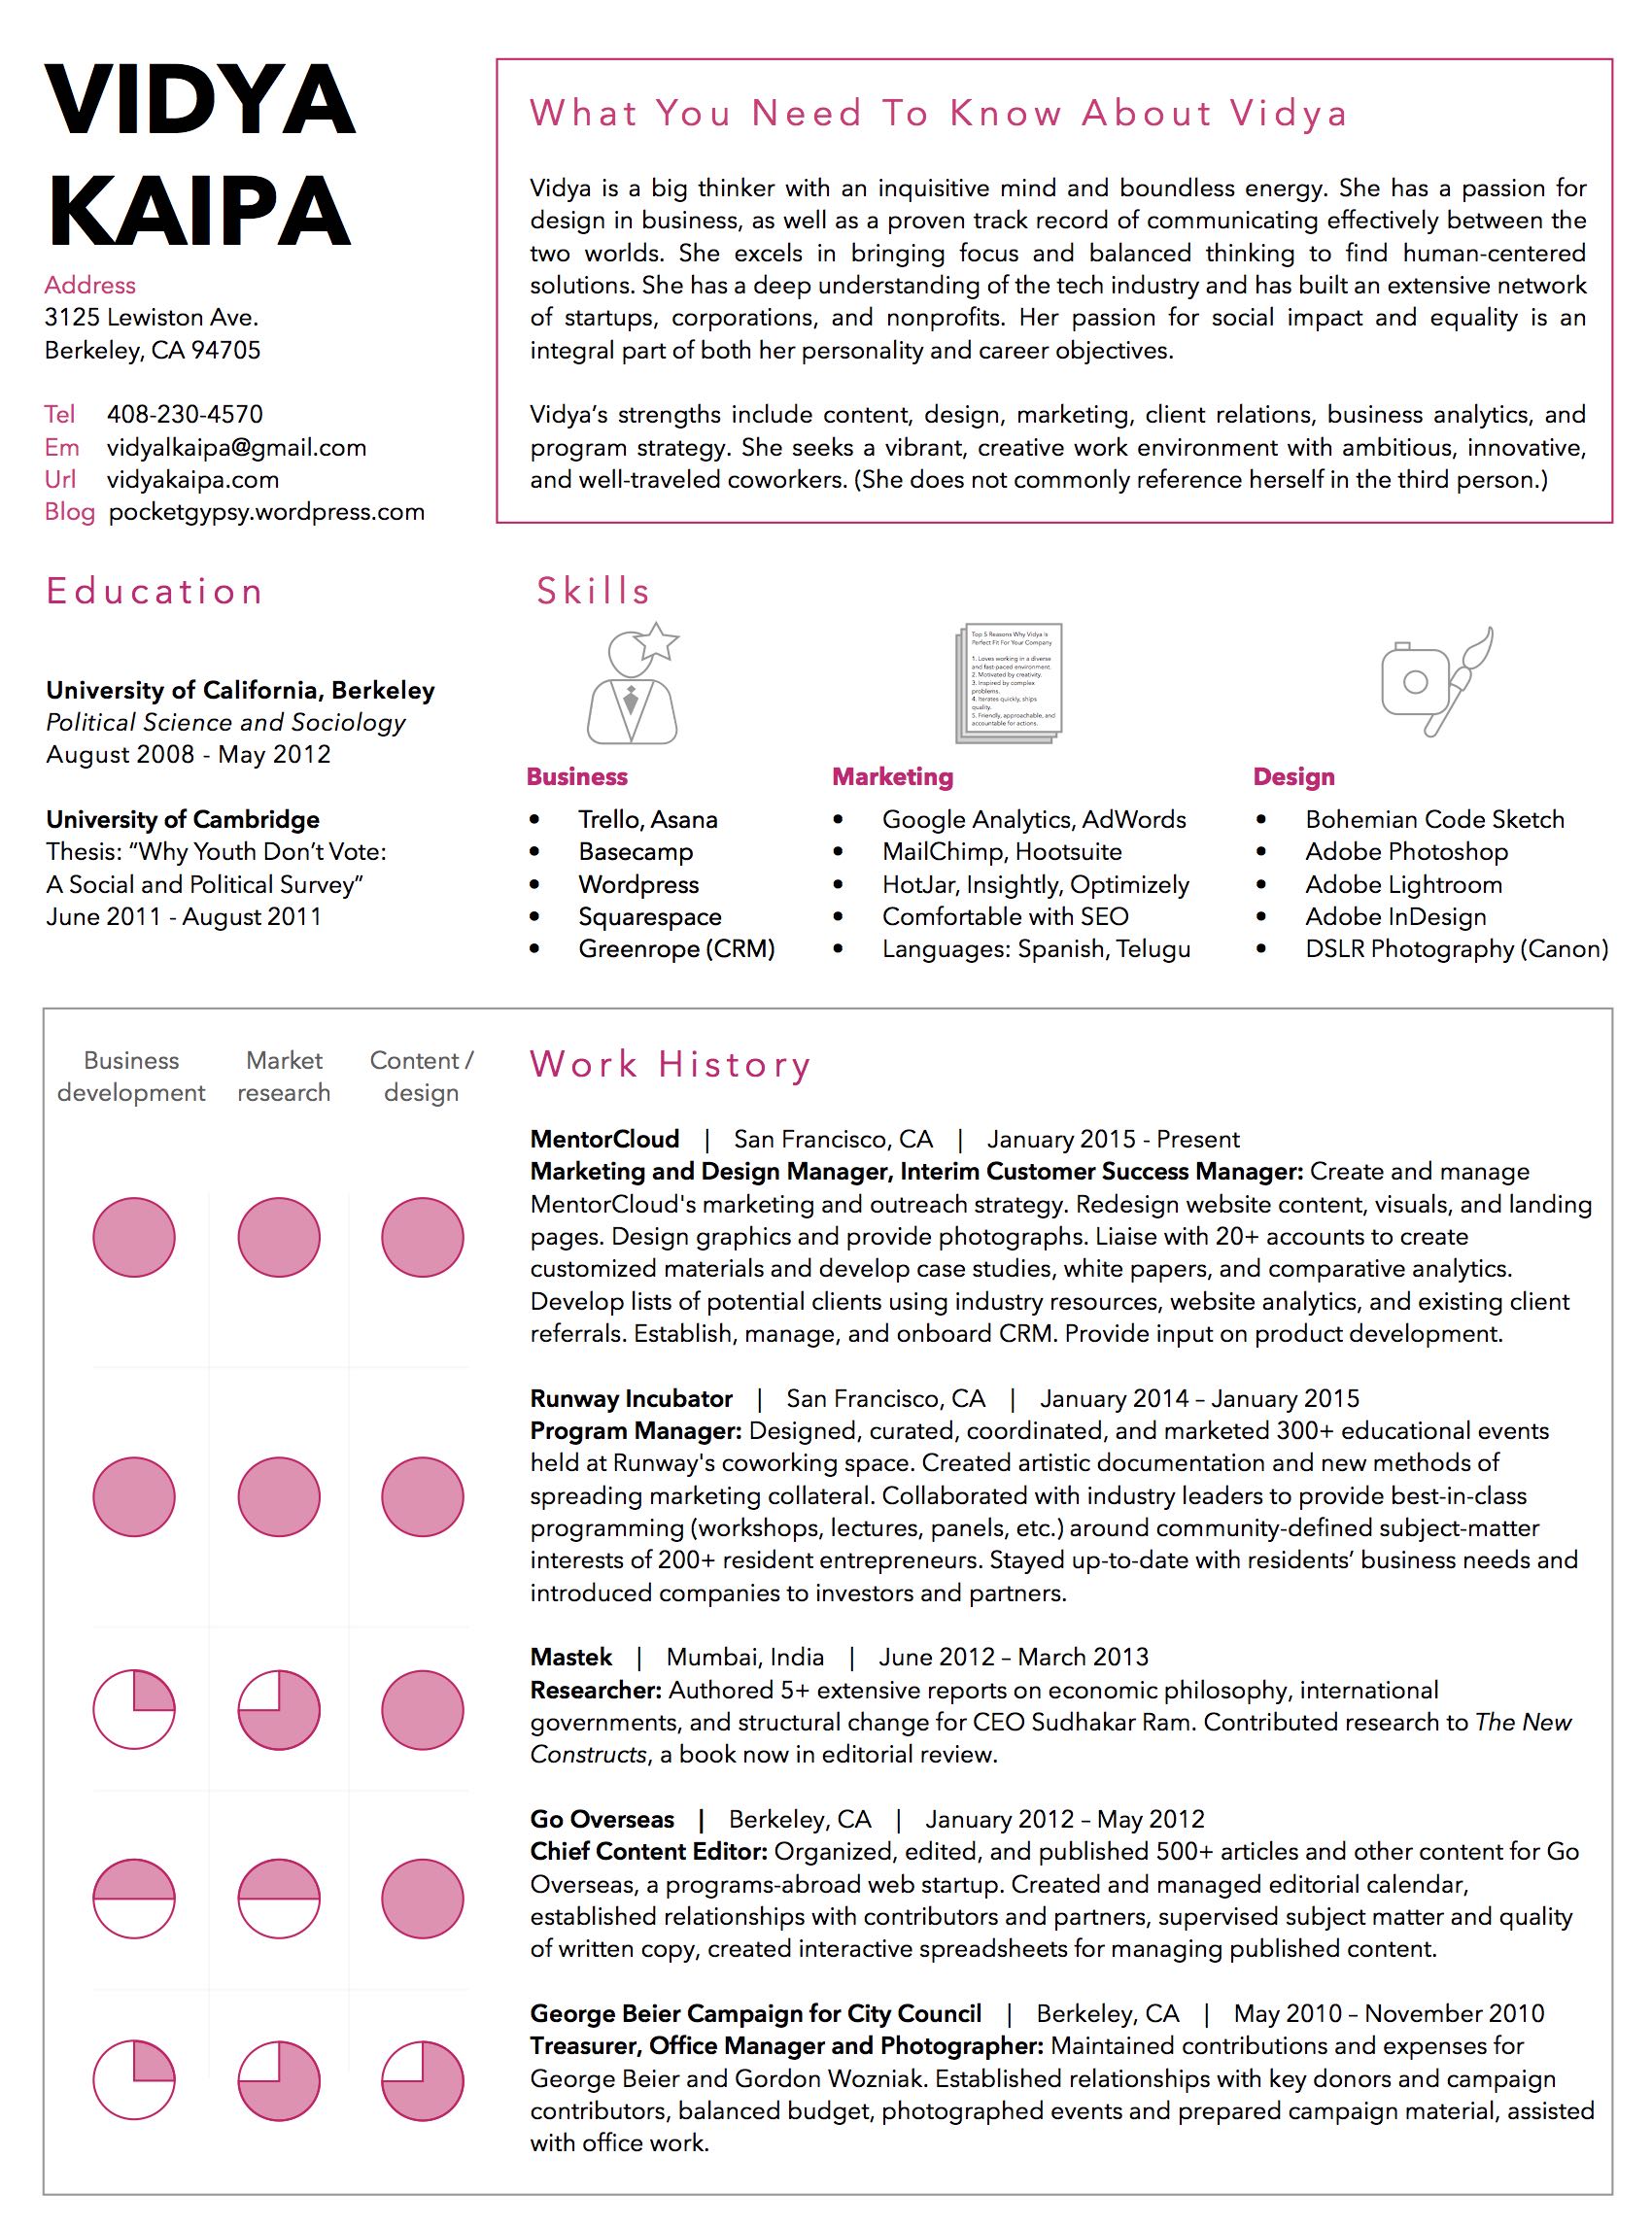 VIDYA
KAIPA
Address
3125 Lewiston Ave.
Berkeley, CA 94705
Tel 408-230-4570
Em vidyalkaipa@gmail.com
Url vidyakaipa.com
Blog pocketgypsy.wordpress.com
What You Need To Know About Vidya
Vidya is a big thinker with an inquisitive mind and boundless energy. She has a passion for
design in business, as well as a proven track record of communicating effectively between the
two worlds. She excels in bringing focus and balanced thinking to find human-centered
solutions. She has a deep understanding of the tech industry and has built an extensive network
of startups, corporations, and nonprofits. Her passion for social impact and equality is an
integral part of both her personality and career objectives.
Vidya’s strengths include content, design, marketing, client relations, business analytics, and
program strategy. She seeks a vibrant, creative work environment with ambitious, innovative,
and well-traveled coworkers. (She does not commonly reference herself in the third person.)
Education
University of California, Berkeley
Political Science and Sociology
August 2008 - May 2012
University of Cambridge
Thesis: “Why Youth Don’t Vote:
A Social and Political Survey”
June 2011 - August 2011
Skills
Business
• Trello, Asana
• Basecamp
• Wordpress
• Squarespace
• Greenrope (CRM)
Top 5 Reasons Why Vidya Is
Perfect Fit For Your Company
1. Loves working in a diverse
and fast-paced environment.
2. Motivated by creativity.
3. Inspired by complex
problems.
4. Iterates quickly, ships
quality.
5. Friendly, approachable, and
accountable for actions.
Marketing
• Google Analytics, AdWords
• MailChimp, Hootsuite
• HotJar, Insightly, Optimizely
• Comfortable with SEO
• Languages: Spanish, Telugu
Design
• Bohemian Code Sketch
• Adobe Photoshop
• Adobe Lightroom
• Adobe InDesign
• DSLR Photography (Canon)
Business
development
Market
research
Content /
design
Work History
MentorCloud | San Francisco, CA | January 2015 - Present
Marketing and Design Manager, Interim Customer Success Manager: Create and manage
MentorCloud's marketing and outreach strategy. Redesign website content, visuals, and landing
pages. Design graphics and provide photographs. Liaise with 20+ accounts to create
customized materials and develop case studies, white papers, and comparative analytics.
Develop lists of potential clients using industry resources, website analytics, and existing client
referrals. Establish, manage, and onboard CRM. Provide input on product development.
Runway Incubator | San Francisco, CA | January 2014 – January 2015
Program Manager: Designed, curated, coordinated, and marketed 300+ educational events
held at Runway's coworking space. Created artistic documentation and new methods of
spreading marketing collateral. Collaborated with industry leaders to provide best-in-class
programming (workshops, lectures, panels, etc.) around community-defined subject-matter
interests of 200+ resident entrepreneurs. Stayed up-to-date with residents’ business needs and
introduced companies to investors and partners.
Mastek | Mumbai, India | June 2012 – March 2013
Researcher: Authored 5+ extensive reports on economic philosophy, international
governments, and structural change for CEO Sudhakar Ram. Contributed research to The New
Constructs, a book now in editorial review.
Go Overseas | Berkeley, CA | January 2012 – May 2012
Chief Content Editor: Organized, edited, and published 500+ articles and other content for Go
Overseas, a programs-abroad web startup. Created and managed editorial calendar,
established relationships with contributors and partners, supervised subject matter and quality
of written copy, created interactive spreadsheets for managing published content.
George Beier Campaign for City Council | Berkeley, CA | May 2010 – November 2010
Treasurer, Office Manager and Photographer: Maintained contributions and expenses for
George Beier and Gordon Wozniak. Established relationships with key donors and campaign
contributors, balanced budget, photographed events and prepared campaign material, assisted
with office work.